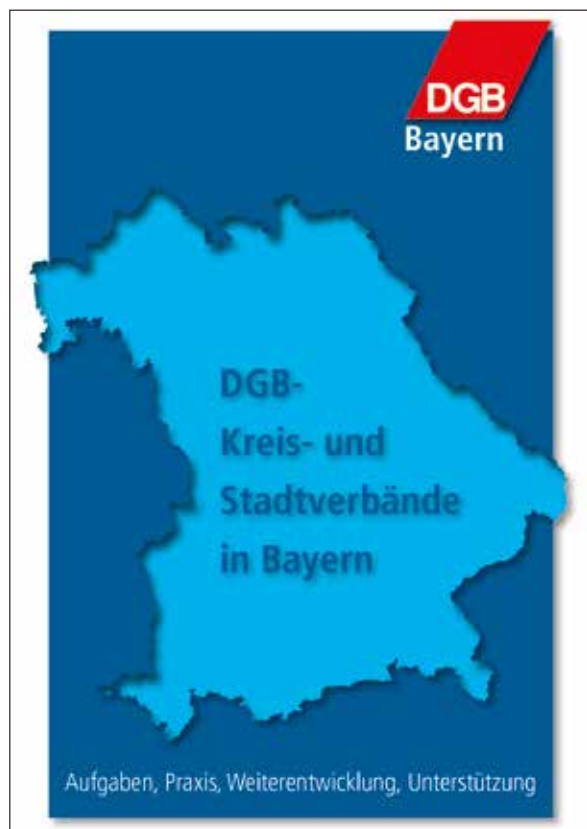 DGB
Bayern
DGB-
Kreis- und
Stadtverbände
in Bayern
Aufgaben, Praxis, Weiterentwicklung, Unterstützung